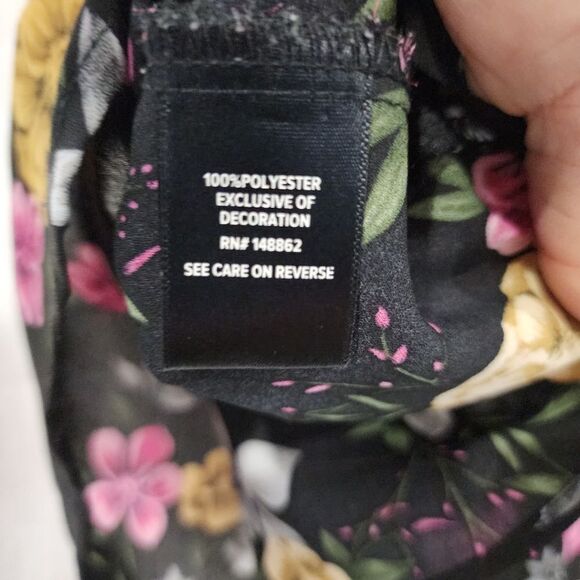 100%POLYESTER
EXCLUSIVE OF
DECORATION
RN# 148862
SEE CARE ON REVERSE